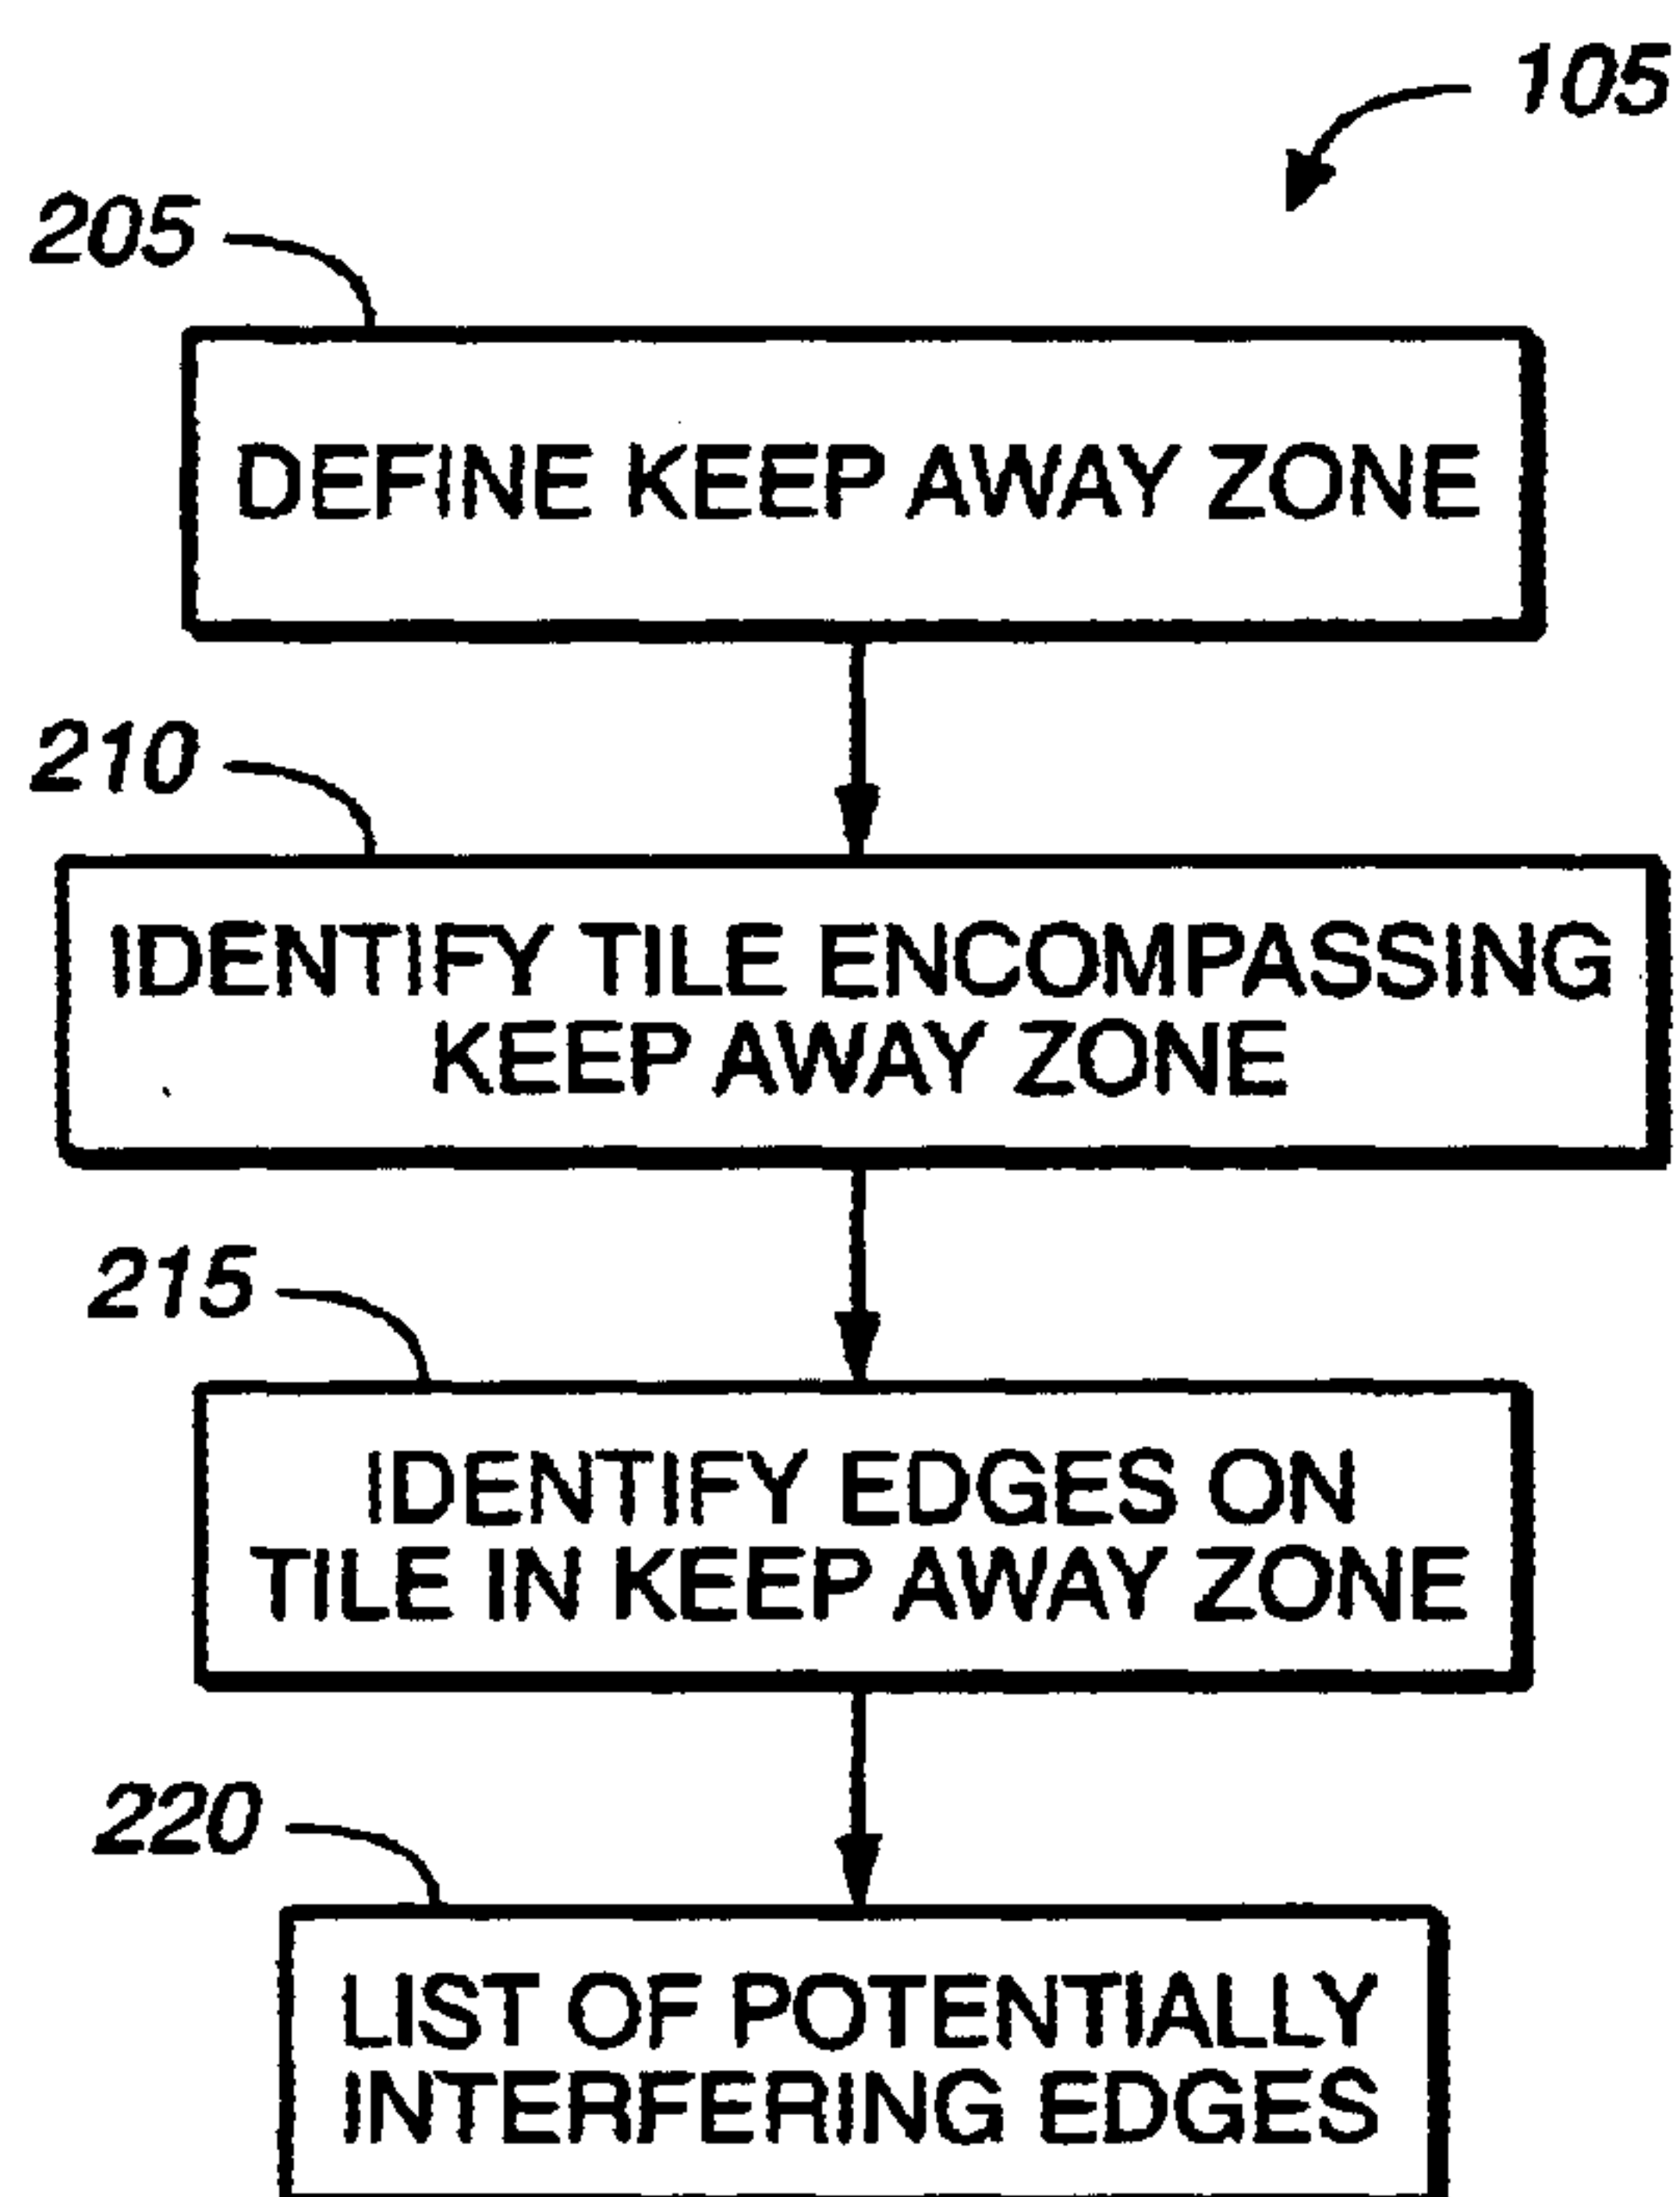 105
205
DEFINE KEEP AWAY ZONE
210
IDENTIFY TILE ENCOMPASSING
KEEP AWAY ZONE
215
IDENTIFY EDGES ON
TILE IN KEEP AWAY ZONE
220
LIST OF POTENTIALLY
INTERFERING EDGES